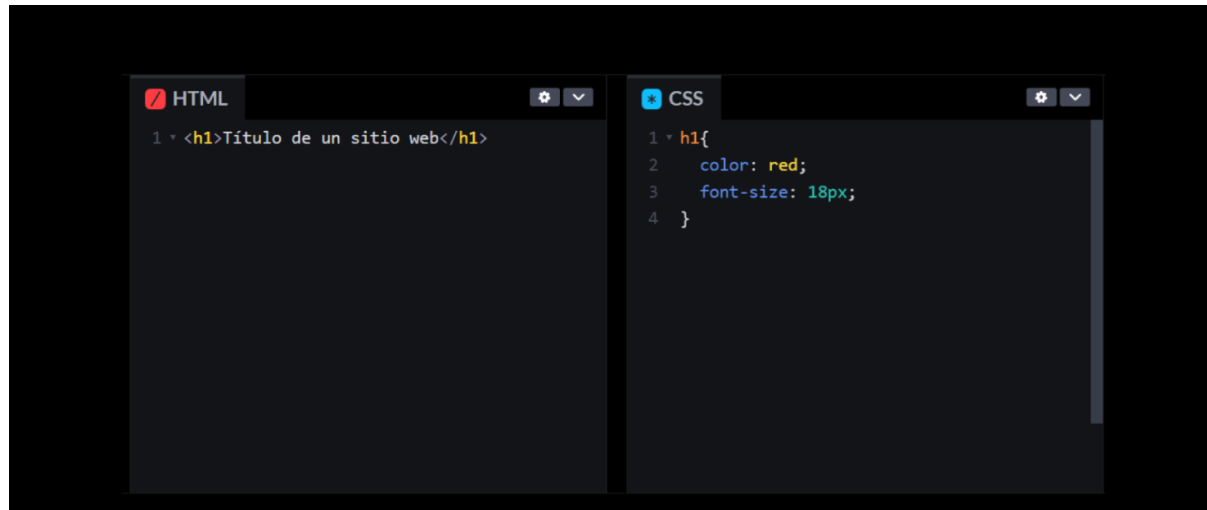 HTML
1 <h1>Título de un sitio web</h1>
CSS
1 h1{
2 color: red;
3 font-size: 18px;
4 }